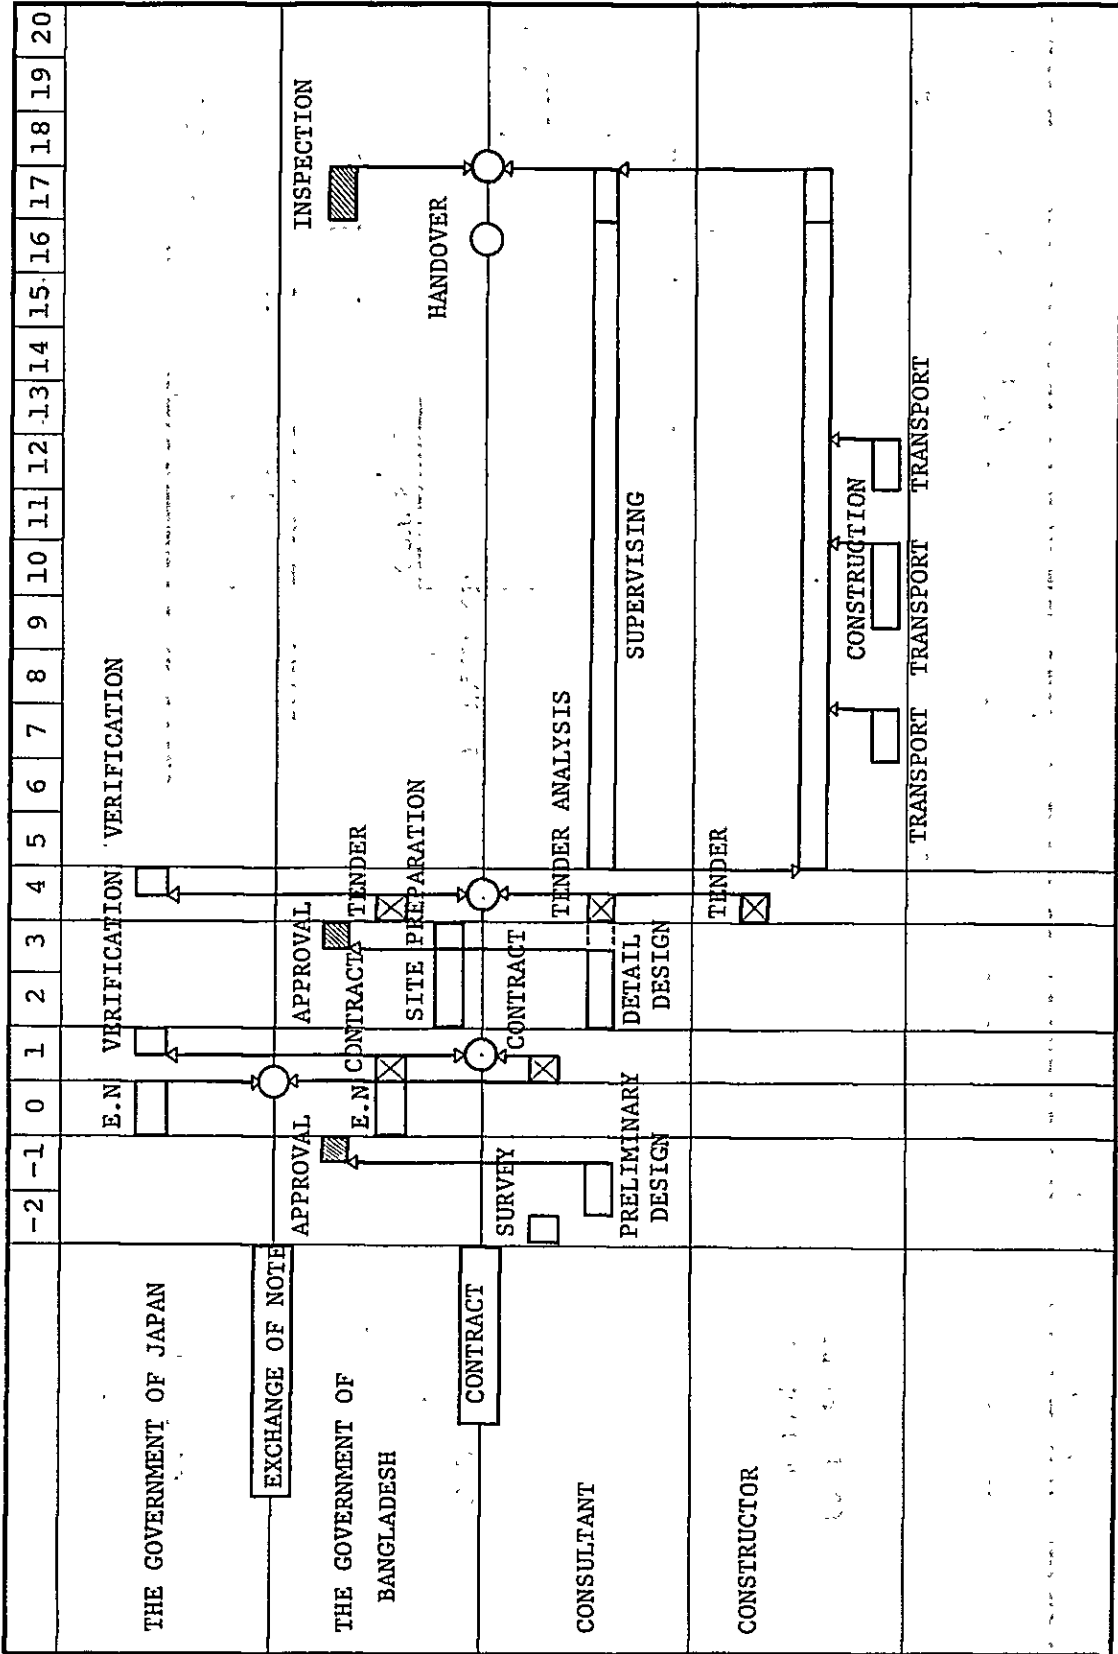 -2 -1 0 1 2 3 4 5 6 7 8 9 10 11 12 13 14 15 16 17 18 19 20
THE GOVERNMENT OF JAPAN
E.N
VERIFICATION
VERIFICATION
EXCHANGE OF NOTE
THE GOVERNMENT OF
BANGLADESH
APPROVAL
APPROVAL
INSPECTION
E.N
CONTRACT
TENDER
SITE PREPARATION
HANDOVER
CONTRACT
CONTRACT
SURVEY
TENDER ANALYSIS
CONSULTANT
PRELIMINARY
DESIGN
DETAIL
DESIGN
SUPERVISING
TENDER
CONSTRUCTOR
CONSTRUCTION
TRANSPORT
TRANSPORT
TRANSPORT